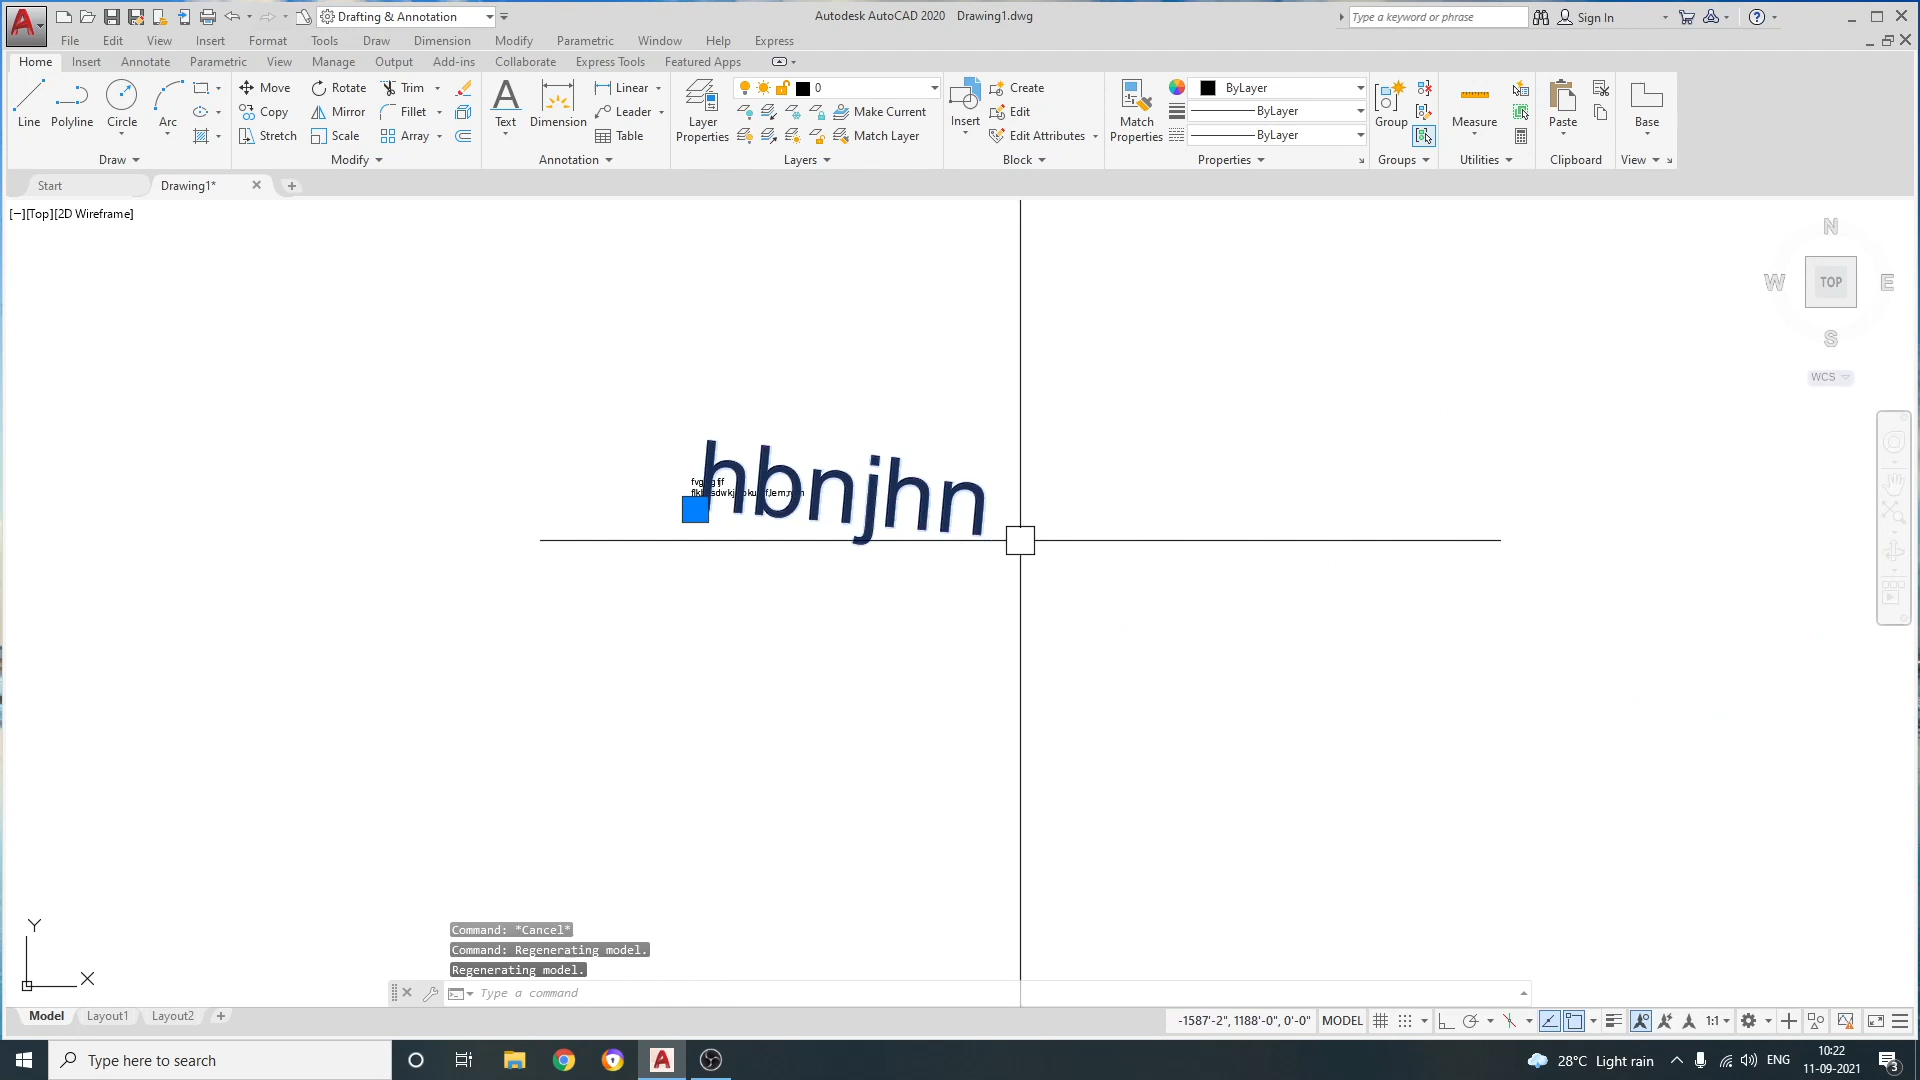 Drafting & Annotation
Autodesk AutoCAD 2020 Drawing1.dwg
Type a keyword or phrase
Sign In
File Edit View Insert Format Tools Draw Dimension Modify Parametric Window Help Express
Home Insert Annotate Parametric View Manage Output Add-ins Collaborate Express Tools Featured Apps
Line Polyline Circle Arc
Draw
Move Rotate Trim
Copy Mirror Fillet
Stretch Scale Array
Modify
Text Dimension
Linear
Leader
Table
Annotation
Layer Properties
0
Make Current
Match Layer
Layers
Insert
Create
Edit
Edit Attributes
Block
Match Properties
ByLayer
ByLayer
ByLayer
Properties
Group
Groups
Measure
Utilities
Paste
Clipboard
Base
View
Start Drawing1*
[−][Top][2D Wireframe]
N
W TOP E
S
WCS
hbnjhn
Y
X
Command: *Cancel*
Command: Regenerating model.
Regenerating model.
Type a command
Model Layout1 Layout2
-1587'-2", 1188'-0", 0'-0" MODEL 1:1
Type here to search
28°C Light rain ENG
10:22
11-09-2021
3